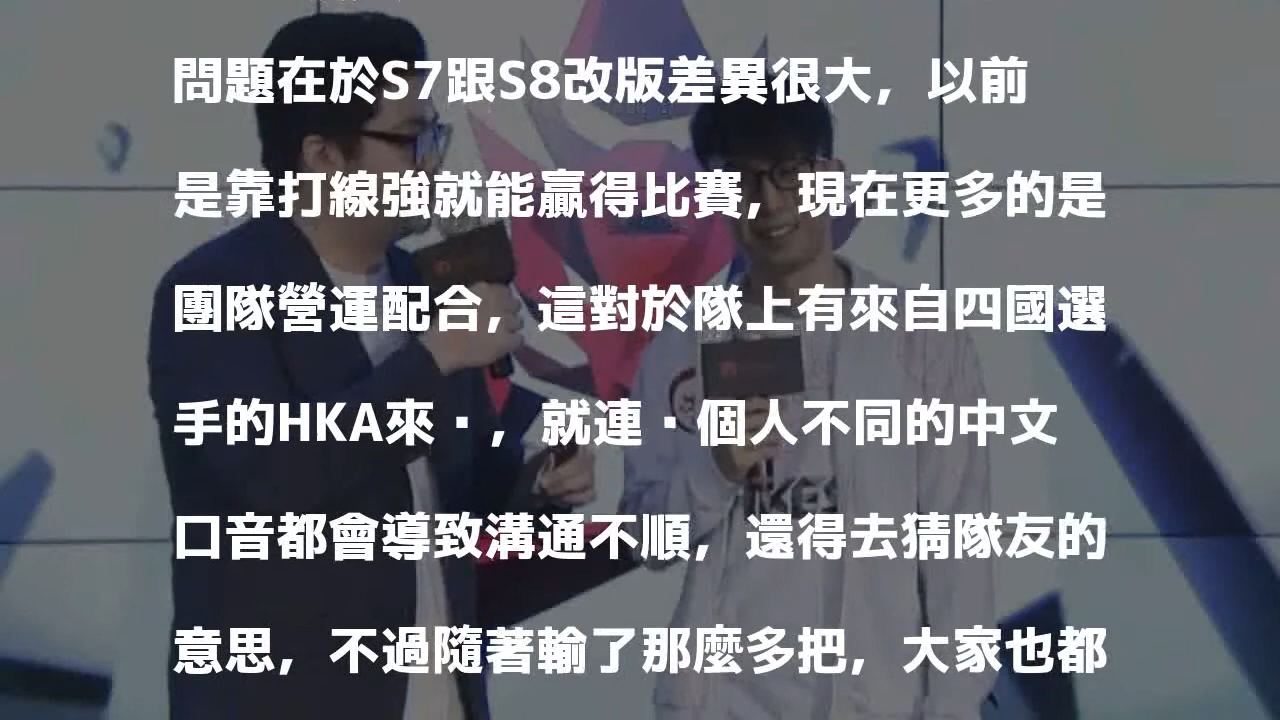 問題在於S7跟S8改版差異很大，以前
是靠打線強就能贏得比賽，現在更多的是
團隊營運配合，這對於隊上有來自四國選
手的HKA來·，就連·個人不同的中文
口音都會導致溝通不順，還得去猜隊友的
意思，不過隨著輸了那麼多把，大家也都